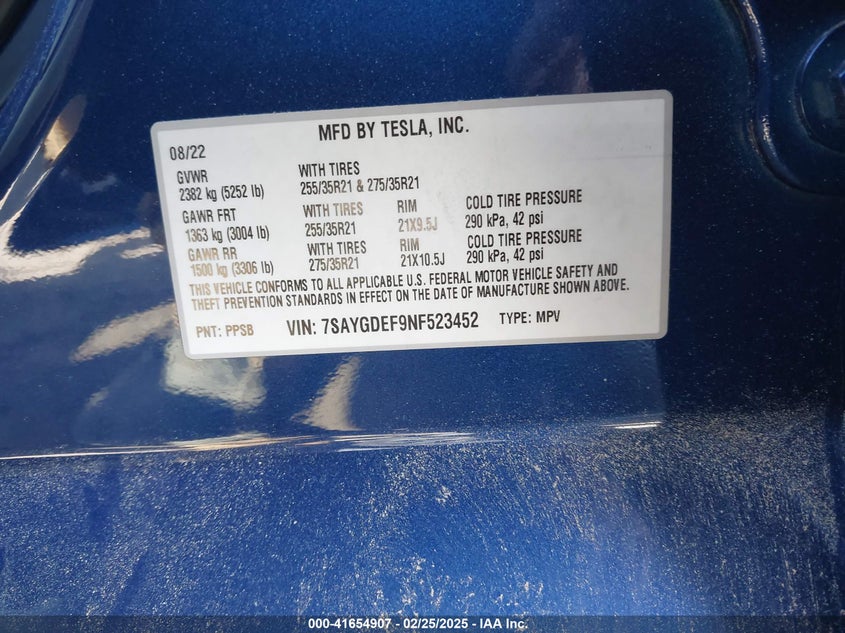 MFD BY TESLA, INC.
08/22
GVWR WITH TIRES
2382 kg (5252 lb) 255/35R21 & 275/35R21
GAWR FRT WITH TIRES RIM COLD TIRE PRESSURE
1363 kg (3004 lb) 255/35R21 21X9.5J 290 kPa, 42 psi
GAWR RR WITH TIRES RIM COLD TIRE PRESSURE
1500 kg (3306 lb) 275/35R21 21X10.5J 290 kPa, 42 psi
THIS VEHICLE CONFORMS TO ALL APPLICABLE U.S. FEDERAL MOTOR VEHICLE SAFETY AND
THEFT PREVENTION STANDARDS IN EFFECT ON THE DATE OF MANUFACTURE SHOWN ABOVE.
PNT: PPSB VIN: 7SAYGDEF9NF523452 TYPE: MPV
000-41654907 - 02/25/2025 - IAA Inc.